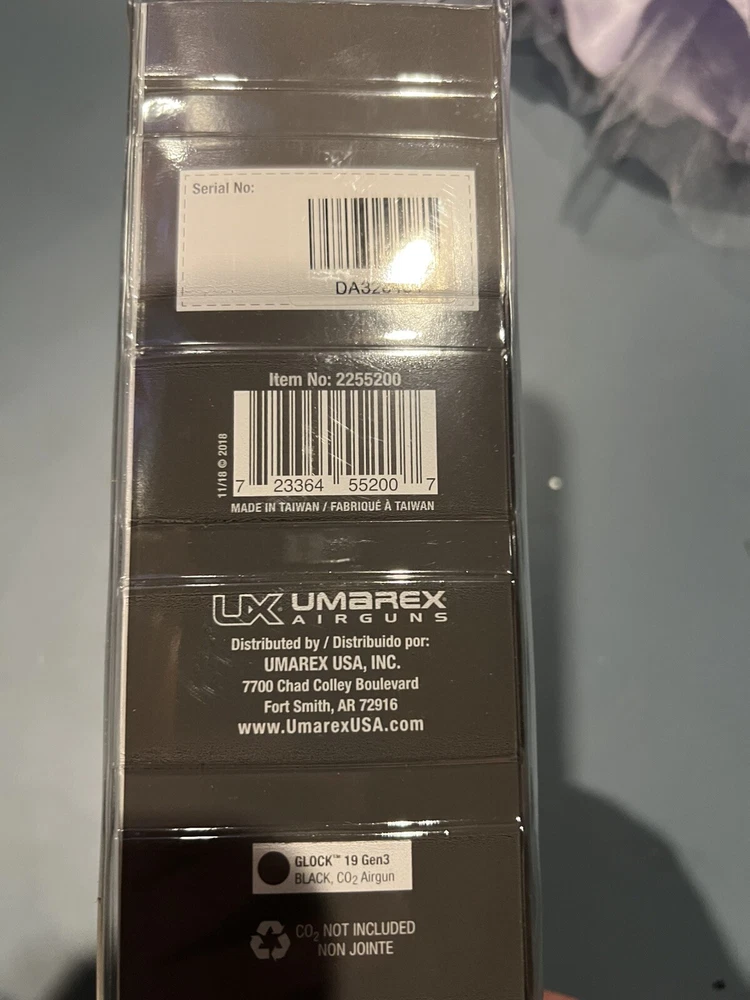 Serial No:
Item No: 2255200
11/18 © 2018
7 23364 55200 7
MADE IN TAIWAN / FABRIQUÉ À TAIWAN
UX UMAREX
AIRGUNS
Distributed by / Distribuido por:
UMAREX USA, INC.
7700 Chad Colley Boulevard
Fort Smith, AR 72916
www.UmarexUSA.com
GLOCK™ 19 Gen3
BLACK, CO2 Airgun
CO2 NOT INCLUDED
NON JOINTE